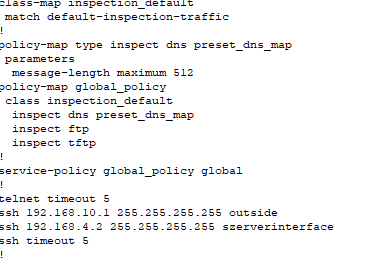 class-map inspection_default
 match default-inspection-traffic
!
policy-map type inspect dns preset_dns_map
 parameters
  message-length maximum 512
policy-map global_policy
 class inspection_default
  inspect dns preset_dns_map
  inspect ftp
  inspect tftp
!
service-policy global_policy global
!
telnet timeout 5
ssh 192.168.10.1 255.255.255.255 outside
ssh 192.168.4.2 255.255.255.255 szerverinterface
ssh timeout 5
!